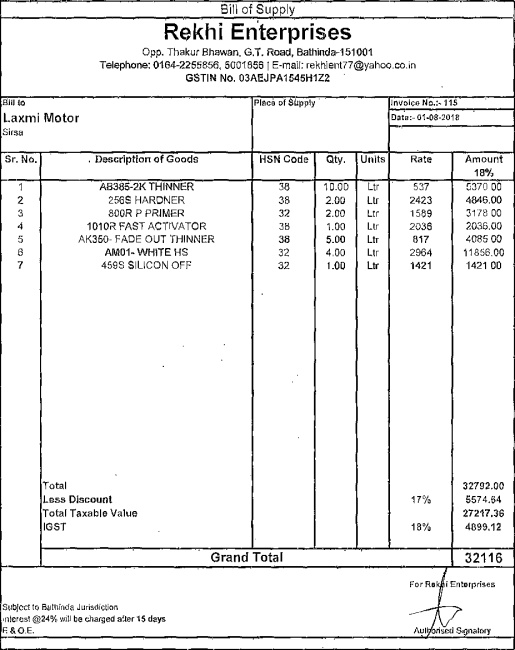 Bill of Supply
Rekhi Enterprises
Opp. Thakur Bhawan, G.T. Road, Bathinda-151001
Telephone: 0164-2255856, 5001856 | E-mail: rekhient77@yahoo.co.in
GSTIN No. 03AEJPA1545H1Z2
Bill to Place of Supply Invoice No.:- 115
Laxmi Motor Date:- 01-08-2018
Sirsa
Sr. No. Description of Goods HSN Code Qty. Units Rate Amount
18%
1 AB385-2K THINNER 38 10.00 Ltr 537 5370.00
2 256S HARDNER 38 2.00 Ltr 2423 4846.00
3 800R P PRIMER 32 2.00 Ltr 1589 3178.00
4 1010R FAST ACTIVATOR 38 1.00 Ltr 2036 2036.00
5 AK350- FADE OUT THINNER 38 5.00 Ltr 817 4085.00
6 AM01- WHITE HS 32 4.00 Ltr 2964 11856.00
7 459S SILICON OFF 32 1.00 Ltr 1421 1421.00
Total 32792.00
Less Discount 17% 5574.64
Total Taxable Value 27217.36
IGST 18% 4899.12
Grand Total 32116
For Rekhi Enterprises
Subject to Bathinda Jurisdiction
Interest @24% will be charged after 15 days
E & O.E. Authorised Signatory